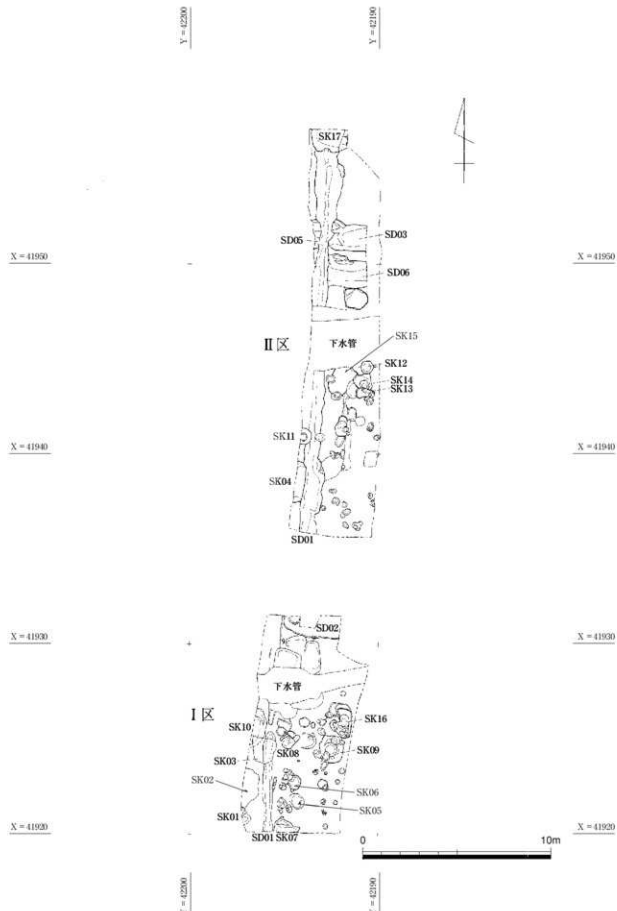 Y = 42200
Y = 42190
SK17
SD05
SD03
X = 41950
X = 41950
SD06
Ⅱ区
下水管
SK15
SK12
SK14
SK13
SK11
X = 41940
X = 41940
SK04
SD01
SD02
X = 41930
X = 41930
下水管
Ⅰ区
SK16
SK10
SK08
SK09
SK03
SK02
SK06
SK05
SK01
X = 41920
SD01 SK07
X = 41920
0
10m
Y = 42200
Y = 42190